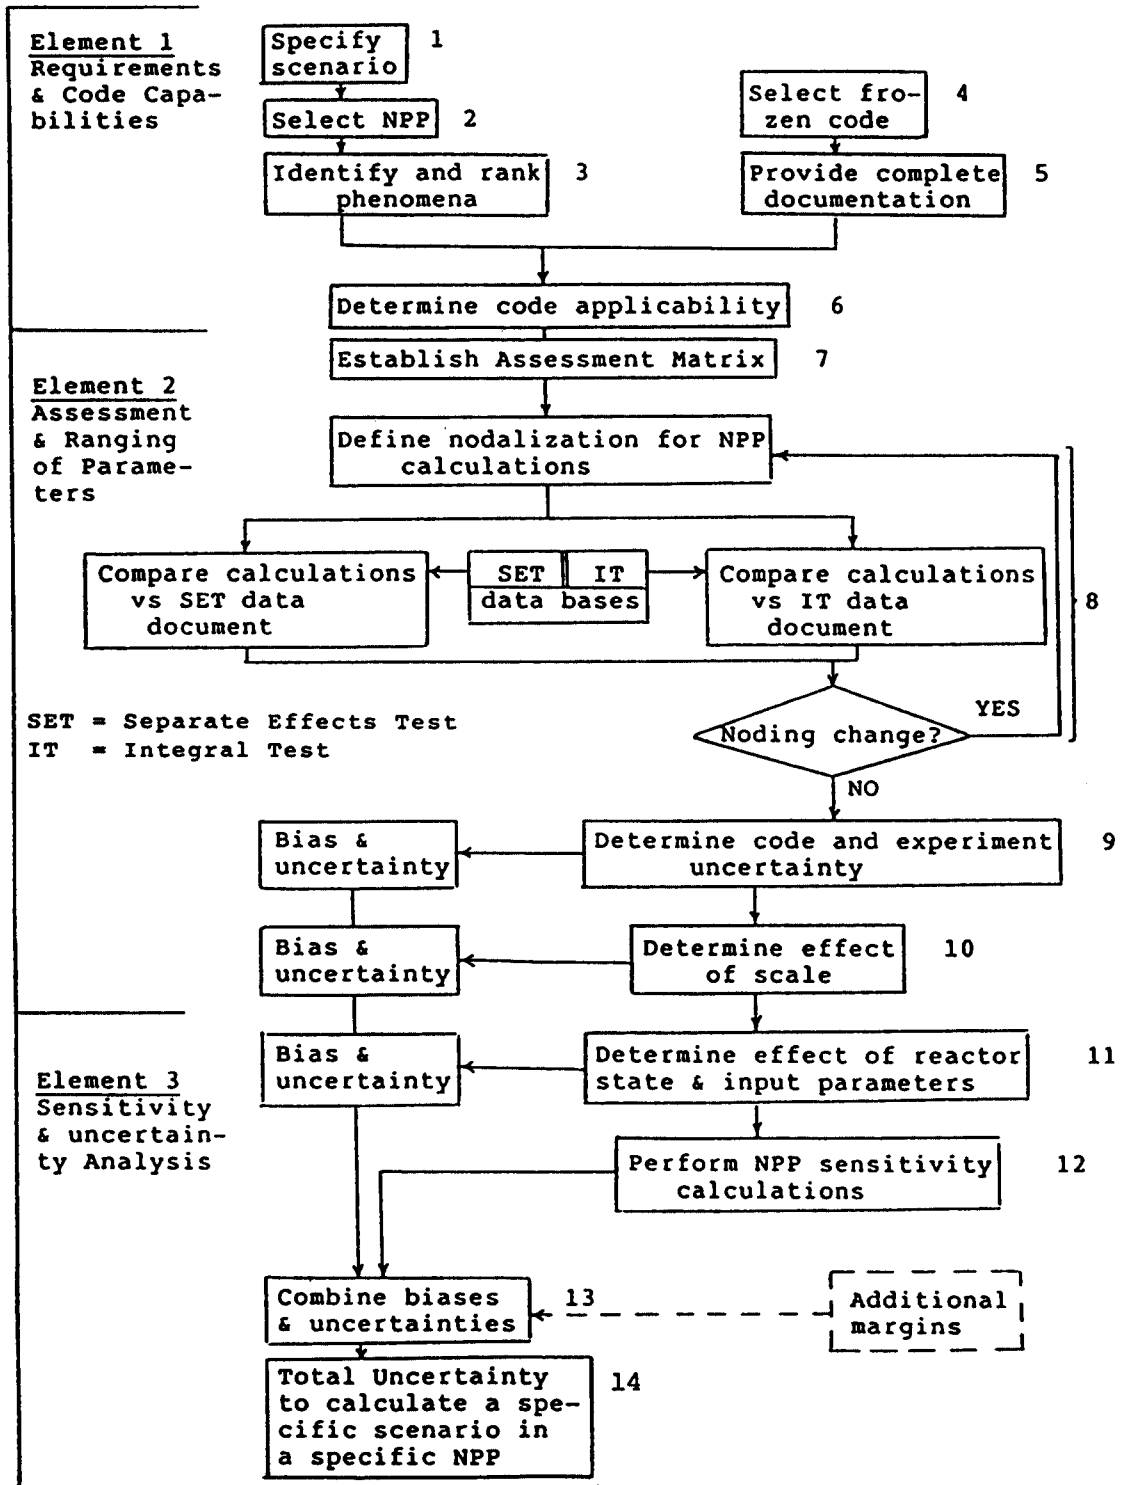 Element 1
Requirements
& Code Capa-
bilities
Specify
scenario
1
Select NPP
2
Identify and rank
phenomena
3
Select fro-
zen code
4
Provide complete
documentation
5
Determine code applicability
6
Establish Assessment Matrix
7
Element 2
Assessment
& Ranging
of Parame-
ters
Define nodalization for NPP
calculations
Compare calculations
vs SET data
document
SET
IT
data bases
Compare calculations
vs IT data
document
8
SET = Separate Effects Test
IT = Integral Test
Noding change?
YES
NO
Bias &
uncertainty
Determine code and experiment
uncertainty
9
Bias &
uncertainty
Determine effect
of scale
10
Element 3
Sensitivity
& uncertain-
ty Analysis
Bias &
uncertainty
Determine effect of reactor
state & input parameters
11
Perform NPP sensitivity
calculations
12
Combine biases
& uncertainties
13
Additional
margins
Total Uncertainty
to calculate a spe-
cific scenario in
a specific NPP
14